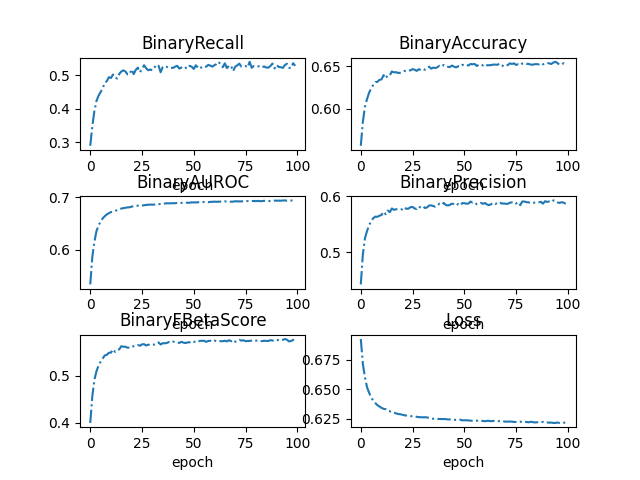 BinaryRecall
BinaryAccuracy
0.5
0.4
0.3
0.65
0.60
0 25 50 75 100
0 25 50 75 100
epoch
epoch
BinaryAUROC
BinaryPrecision
0.7
0.6
0.6
0.5
0 25 50 75 100
0 25 50 75 100
epoch
epoch
BinaryFBetaScore
Loss
0.5
0.4
0.675
0.650
0.625
0 25 50 75 100
0 25 50 75 100
epoch
epoch